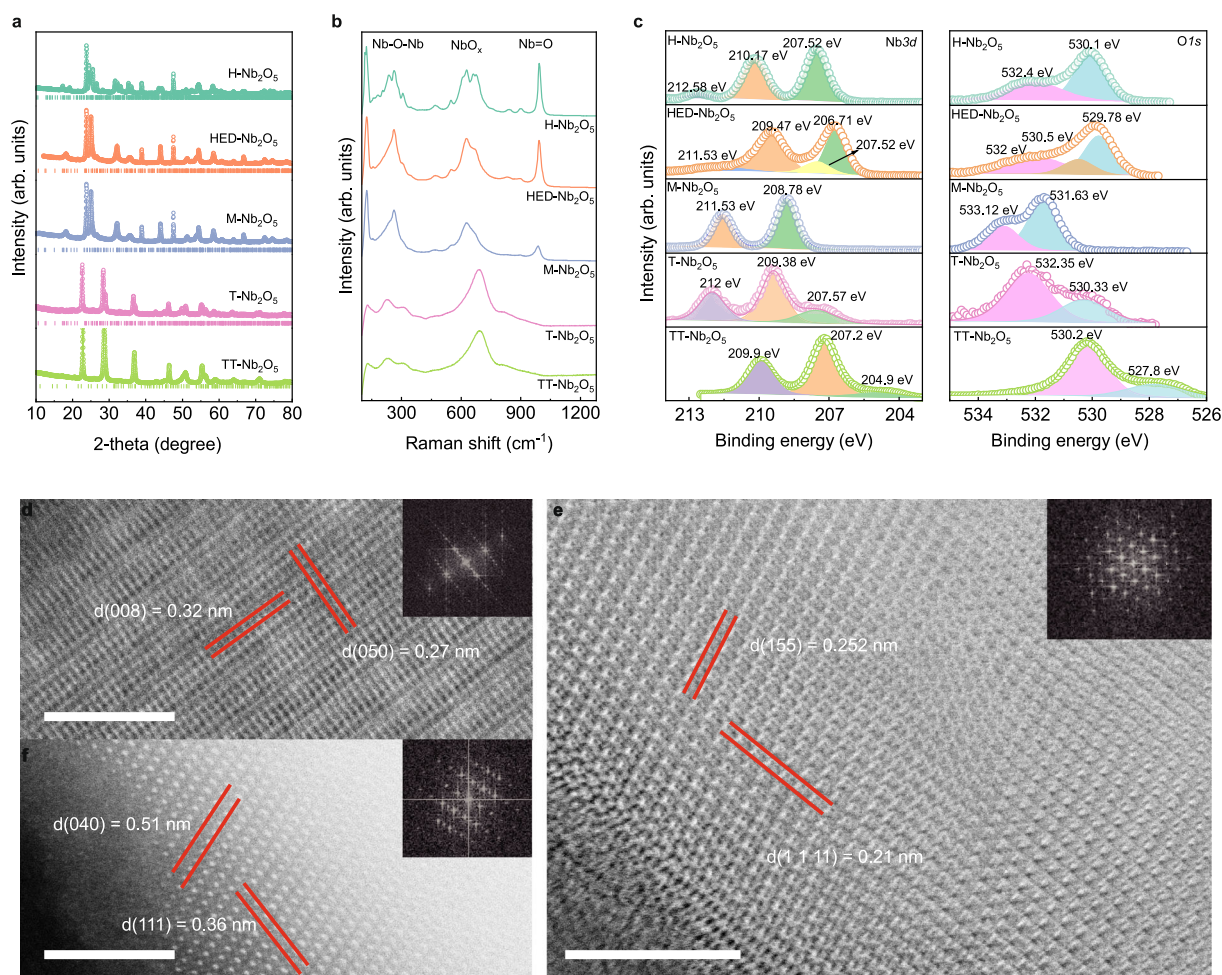 a
Intensity (arb. units)
H-Nb₂O₅
HED-Nb₂O₅
M-Nb₂O₅
T-Nb₂O₅
TT-Nb₂O₅
10 20 30 40 50 60 70 80
2-theta (degree)
b
Intensity (arb. units)
Nb-O-Nb NbOₓ Nb=O
H-Nb₂O₅
HED-Nb₂O₅
M-Nb₂O₅
T-Nb₂O₅
TT-Nb₂O₅
300 600 900 1200
Raman shift (cm⁻¹)
c
Intensity (arb. units)
H-Nb₂O₅ 207.52 eV Nb3d
210.17 eV
212.58 eV
HED-Nb₂O₅
209.47 eV 206.71 eV
207.52 eV
211.53 eV
M-Nb₂O₅
208.78 eV
211.53 eV
T-Nb₂O₅
209.38 eV
212 eV 207.57 eV
TT-Nb₂O₅
207.2 eV
209.9 eV
204.9 eV
213 210 207 204
Binding energy (eV)
H-Nb₂O₅ O1s
530.1 eV
532.4 eV
HED-Nb₂O₅
529.78 eV
530.5 eV
532 eV
M-Nb₂O₅
531.63 eV
533.12 eV
T-Nb₂O₅
532.35 eV
530.33 eV
TT-Nb₂O₅
530.2 eV
527.8 eV
534 532 530 528 526
Binding energy (eV)
d
d(008) = 0.32 nm
d(050) = 0.27 nm
e
d(155) = 0.252 nm
d(1 1 11) = 0.21 nm
f
d(040) = 0.51 nm
d(111) = 0.36 nm